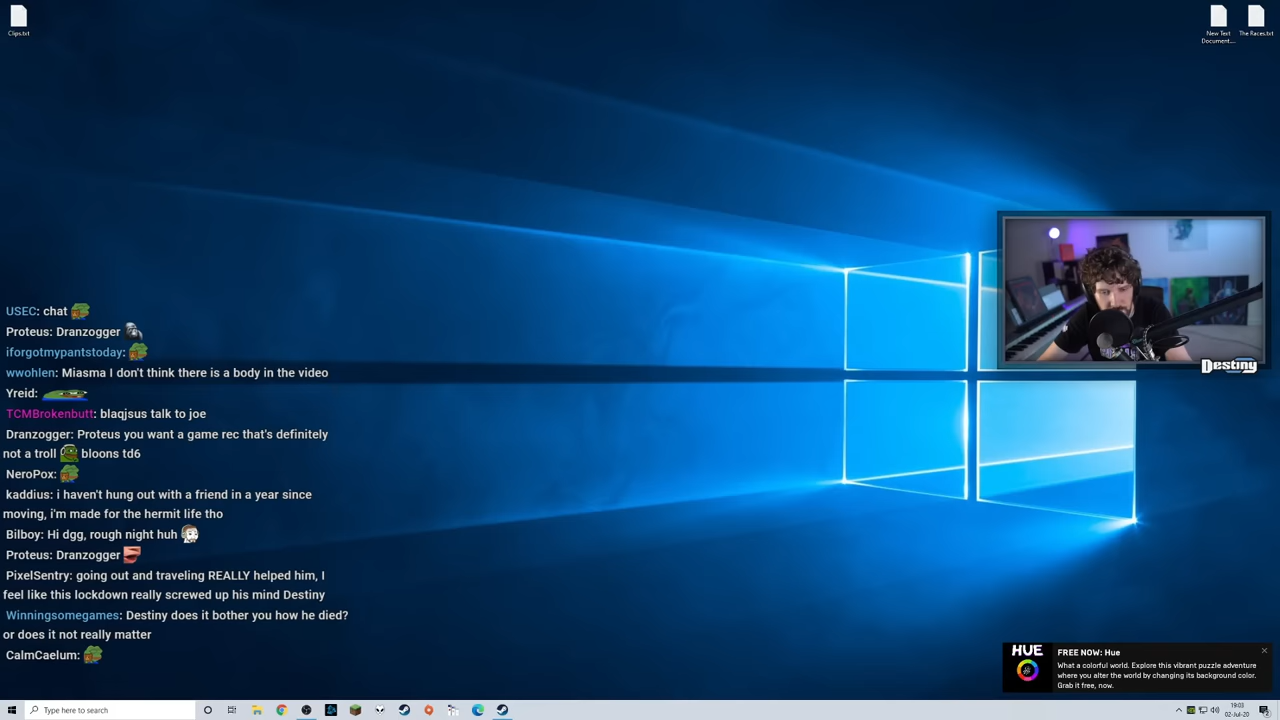 Clips.txt
New Text
Document....
The Races.txt
USEC: chat
Proteus: Dranzogger
iforgotmypantstoday:
wwohlen: Miasma I don't think there is a body in the video
Yreid:
TCMBrokenbutt: blaqjsus talk to joe
Dranzogger: Proteus you want a game rec that's definitely
not a troll bloons td6
NeroPox:
kaddius: i haven't hung out with a friend in a year since
moving, i'm made for the hermit life tho
Bilboy: Hi dgg, rough night huh
Proteus: Dranzogger
PixelSentry: going out and traveling REALLY helped him, I
feel like this lockdown really screwed up his mind Destiny
Winningsomegames: Destiny does it bother you how he died?
or does it not really matter
CalmCaelum:
Destiny
HUE
FREE NOW: Hue
What a colorful world. Explore this vibrant puzzle adventure
where you alter the world by changing its background color.
Grab it free, now.
Type here to search
19:03
02-Jul-20